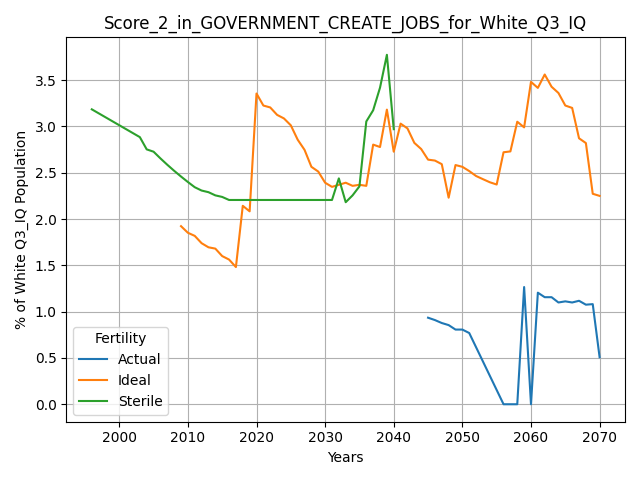 Score_2_in_GOVERNMENT_CREATE_JOBS_for_White_Q3_IQ
% of White Q3_IQ Population
3.5
3.0
2.5
2.0
1.5
1.0
0.5
0.0
Fertility
Actual
Ideal
Sterile
2000 2010 2020 2030 2040 2050 2060 2070
Years